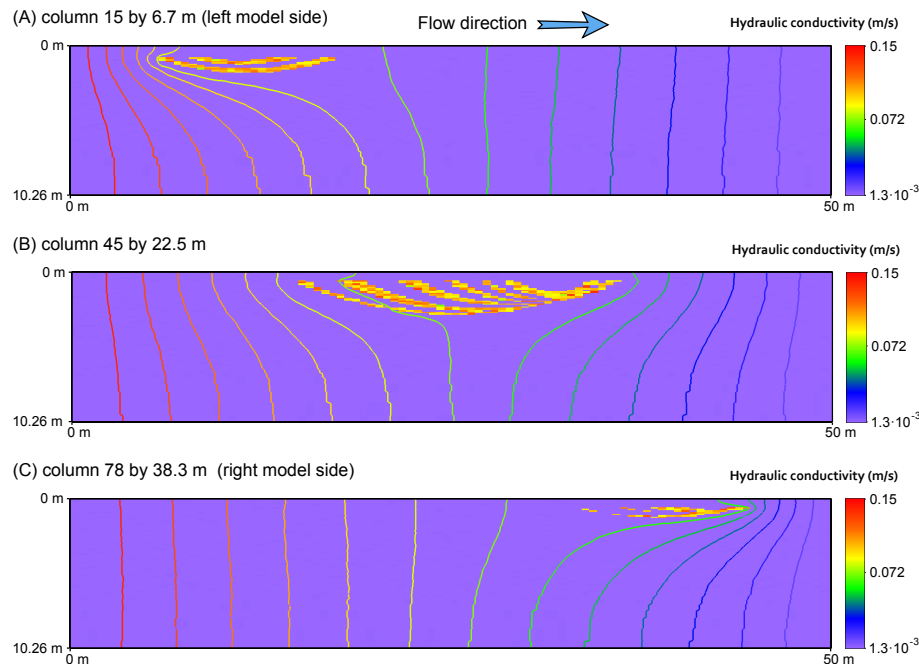 (A) column 15 by 6.7 m (left model side)
Flow direction
Hydraulic conductivity (m/s)
0 m
0.15
0.072
10.26 m
1.3·10⁻³
0 m
50 m
(B) column 45 by 22.5 m
Hydraulic conductivity (m/s)
0 m
0.15
0.072
10.26 m
1.3·10⁻³
0 m
50 m
(C) column 78 by 38.3 m (right model side)
Hydraulic conductivity (m/s)
0 m
0.15
0.072
10.26 m
1.3·10⁻³
0 m
50 m